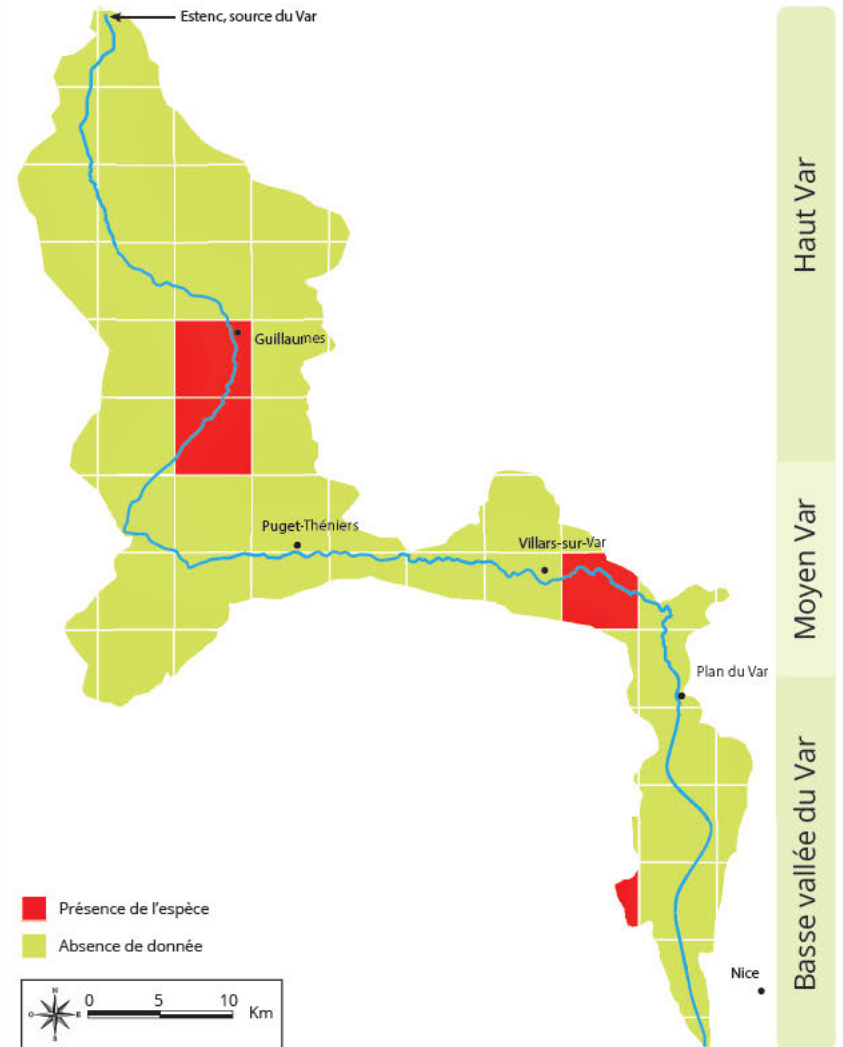 Estenc, source du Var
Haut Var
Guillaumes
Puget-Théniers
Villars-sur-Var
Moyen Var
Plan du Var
Basse vallée du Var
Présence de l'espèce
Absence de donnée
Nice
N
O
E
S
0 5 10 Km